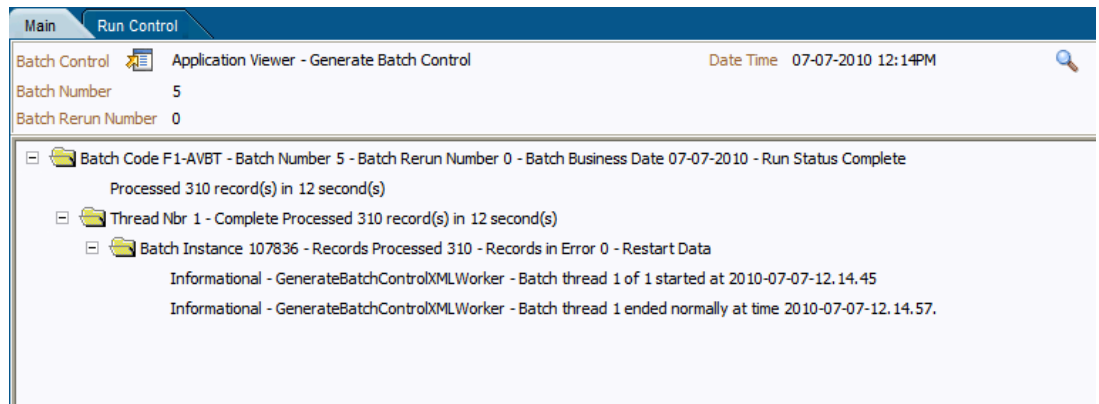 Main Run Control
Batch Control Application Viewer - Generate Batch Control Date Time 07-07-2010 12:14PM
Batch Number 5
Batch Rerun Number 0
Batch Code F1-AVBT - Batch Number 5 - Batch Rerun Number 0 - Batch Business Date 07-07-2010 - Run Status Complete
Processed 310 record(s) in 12 second(s)
Thread Nbr 1 - Complete Processed 310 record(s) in 12 second(s)
Batch Instance 107836 - Records Processed 310 - Records in Error 0 - Restart Data
Informational - GenerateBatchControlXMLWorker - Batch thread 1 of 1 started at 2010-07-07-12.14.45
Informational - GenerateBatchControlXMLWorker - Batch thread 1 ended normally at time 2010-07-07-12.14.57.